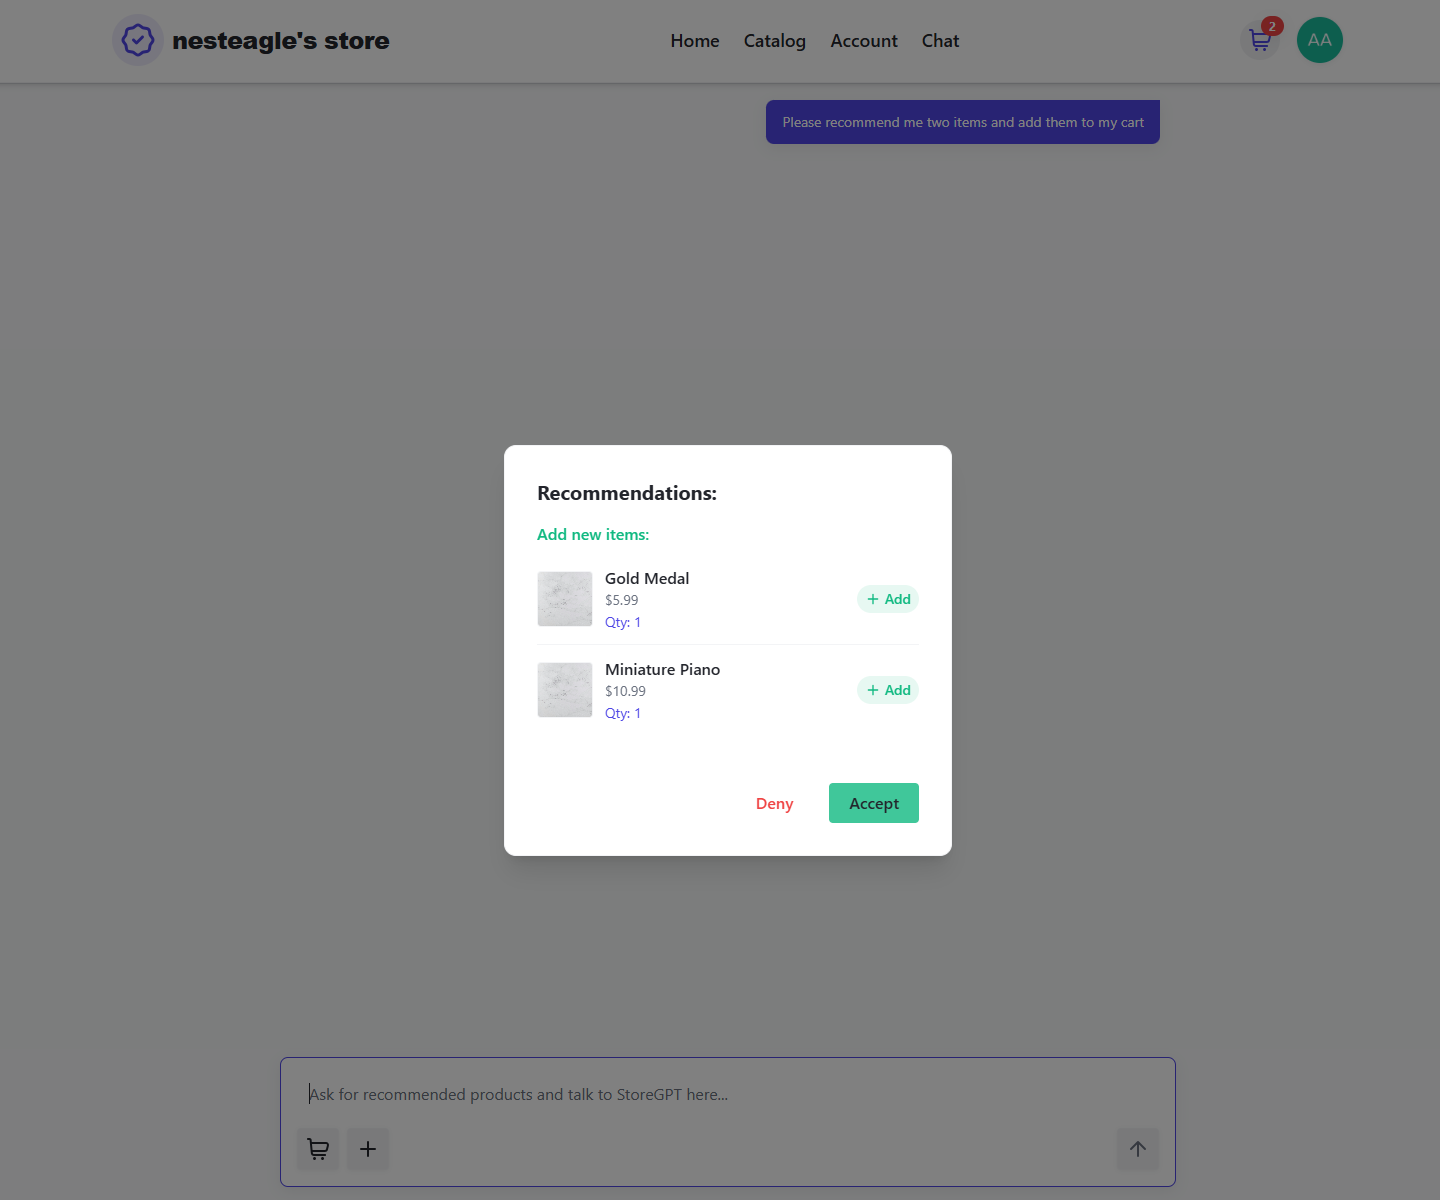 nesteagle's store
Home Catalog Account Chat
2
AA
Please recommend me two items and add them to my cart
Recommendations:
Add new items:
Gold Medal
$5.99
Qty: 1
+ Add
Miniature Piano
$10.99
Qty: 1
+ Add
Deny
Accept
Ask for recommended products and talk to StoreGPT here...